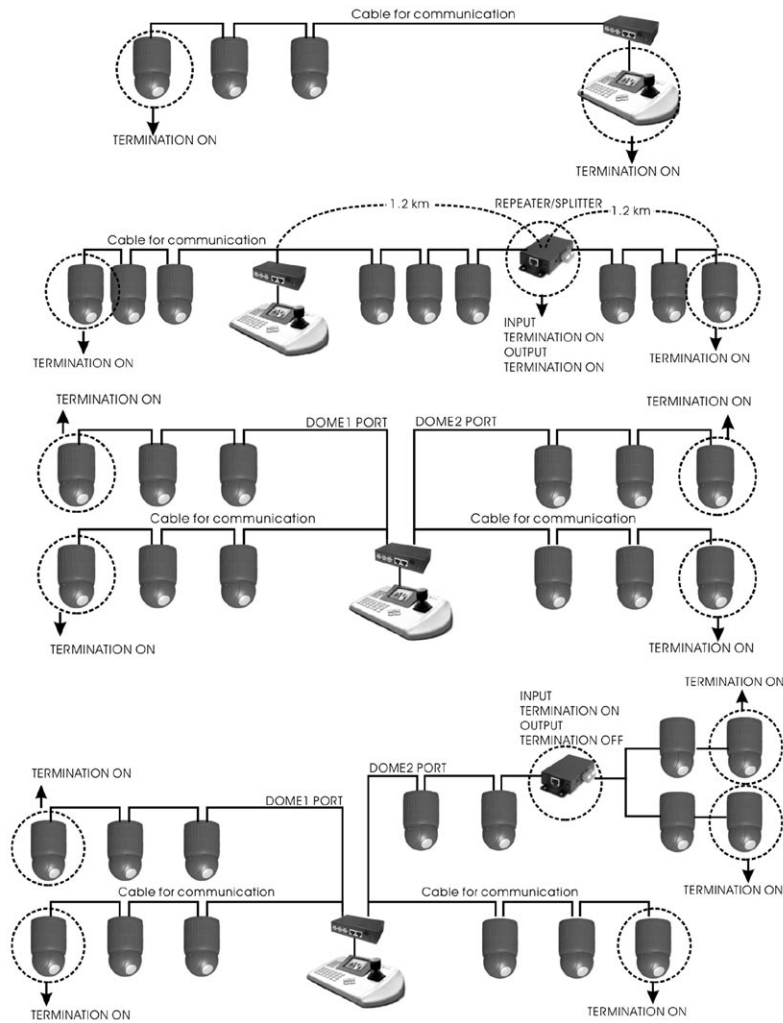 Cable for communication
TERMINATION ON
TERMINATION ON
1.2 km
REPEATER/SPLITTER
1.2 km
Cable for communication
INPUT
TERMINATION ON
OUTPUT
TERMINATION ON
TERMINATION ON
TERMINATION ON
TERMINATION ON
TERMINATION ON
DOME1 PORT
DOME2 PORT
Cable for communication
Cable for communication
TERMINATION ON
TERMINATION ON
TERMINATION ON
INPUT
TERMINATION ON
OUTPUT
TERMINATION OFF
DOME2 PORT
TERMINATION ON
DOME1 PORT
TERMINATION ON
Cable for communication
Cable for communication
TERMINATION ON
TERMINATION ON